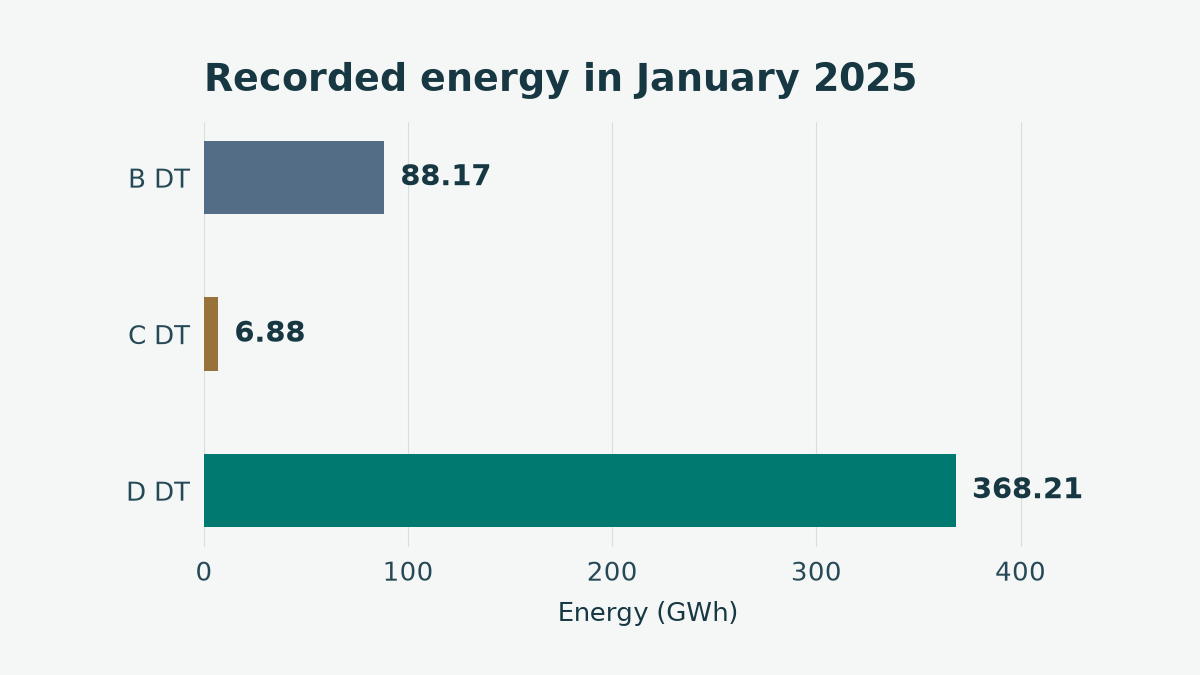 Recorded energy in January 2025
B DT
88.17
C DT
6.88
D DT
368.21
0 100 200 300 400
Energy (GWh)